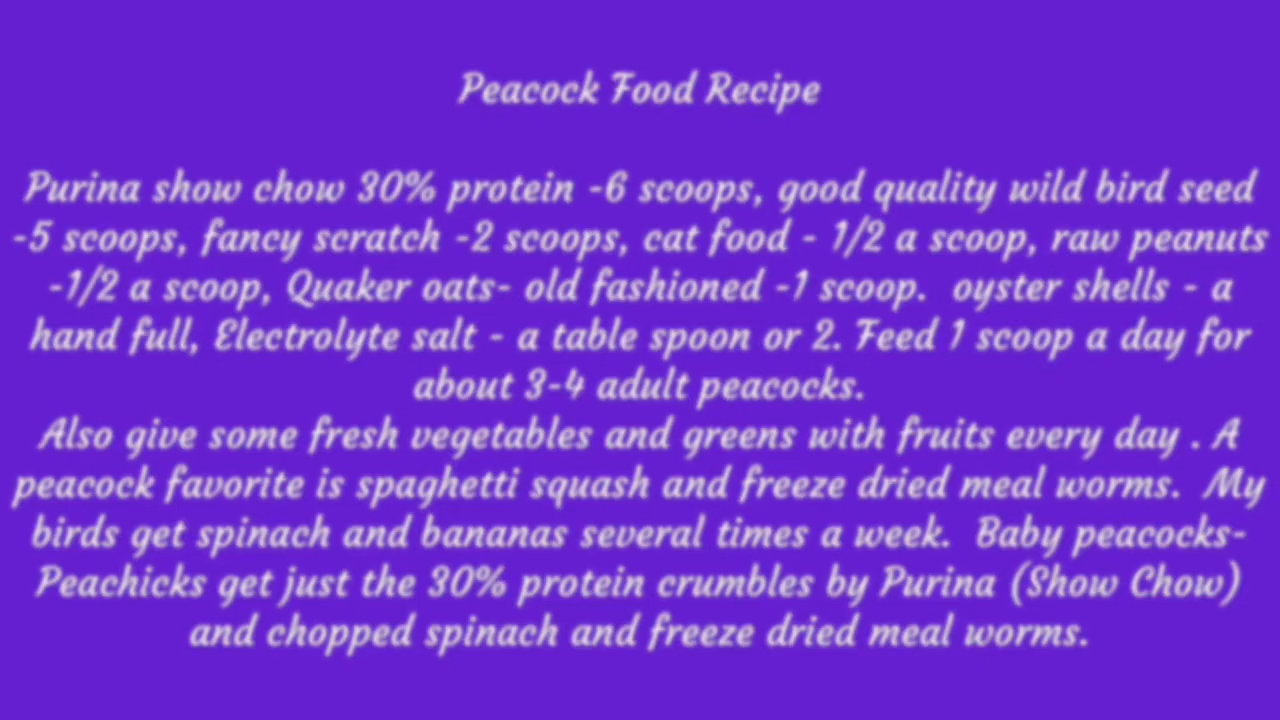 Peacock Food Recipe
Purina show chow 30% protein -6 scoops, good quality wild bird seed
-5 scoops, fancy scratch -2 scoops, cat food - 1/2 a scoop, raw peanuts
-1/2 a scoop, Quaker oats- old fashioned -1 scoop.  oyster shells - a
hand full, Electrolyte salt - a table spoon or 2. Feed 1 scoop a day for
about 3-4 adult peacocks.
Also give some fresh vegetables and greens with fruits every day . A
peacock favorite is spaghetti squash and freeze dried meal worms.  My
birds get spinach and bananas several times a week.  Baby peacocks-
Peachicks get just the 30% protein crumbles by Purina (Show Chow)
and chopped spinach and freeze dried meal worms.